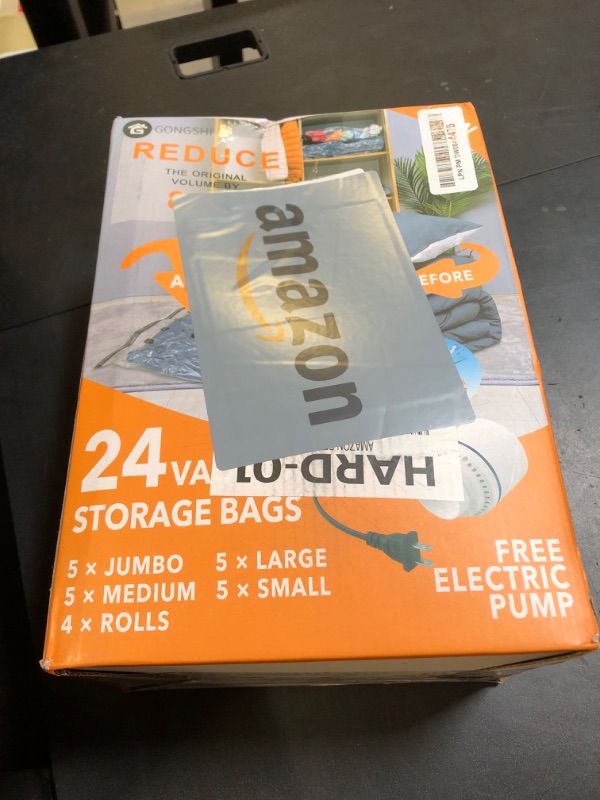 GONGSHI
REDUCE
THE ORIGINAL
VOLUME BY
amazon
EFORE
HARD-01
24 VA
STORAGE BAGS
5 × JUMBO 5 × LARGE
5 × MEDIUM 5 × SMALL
4 × ROLLS
FREE
ELECTRIC
PUMP